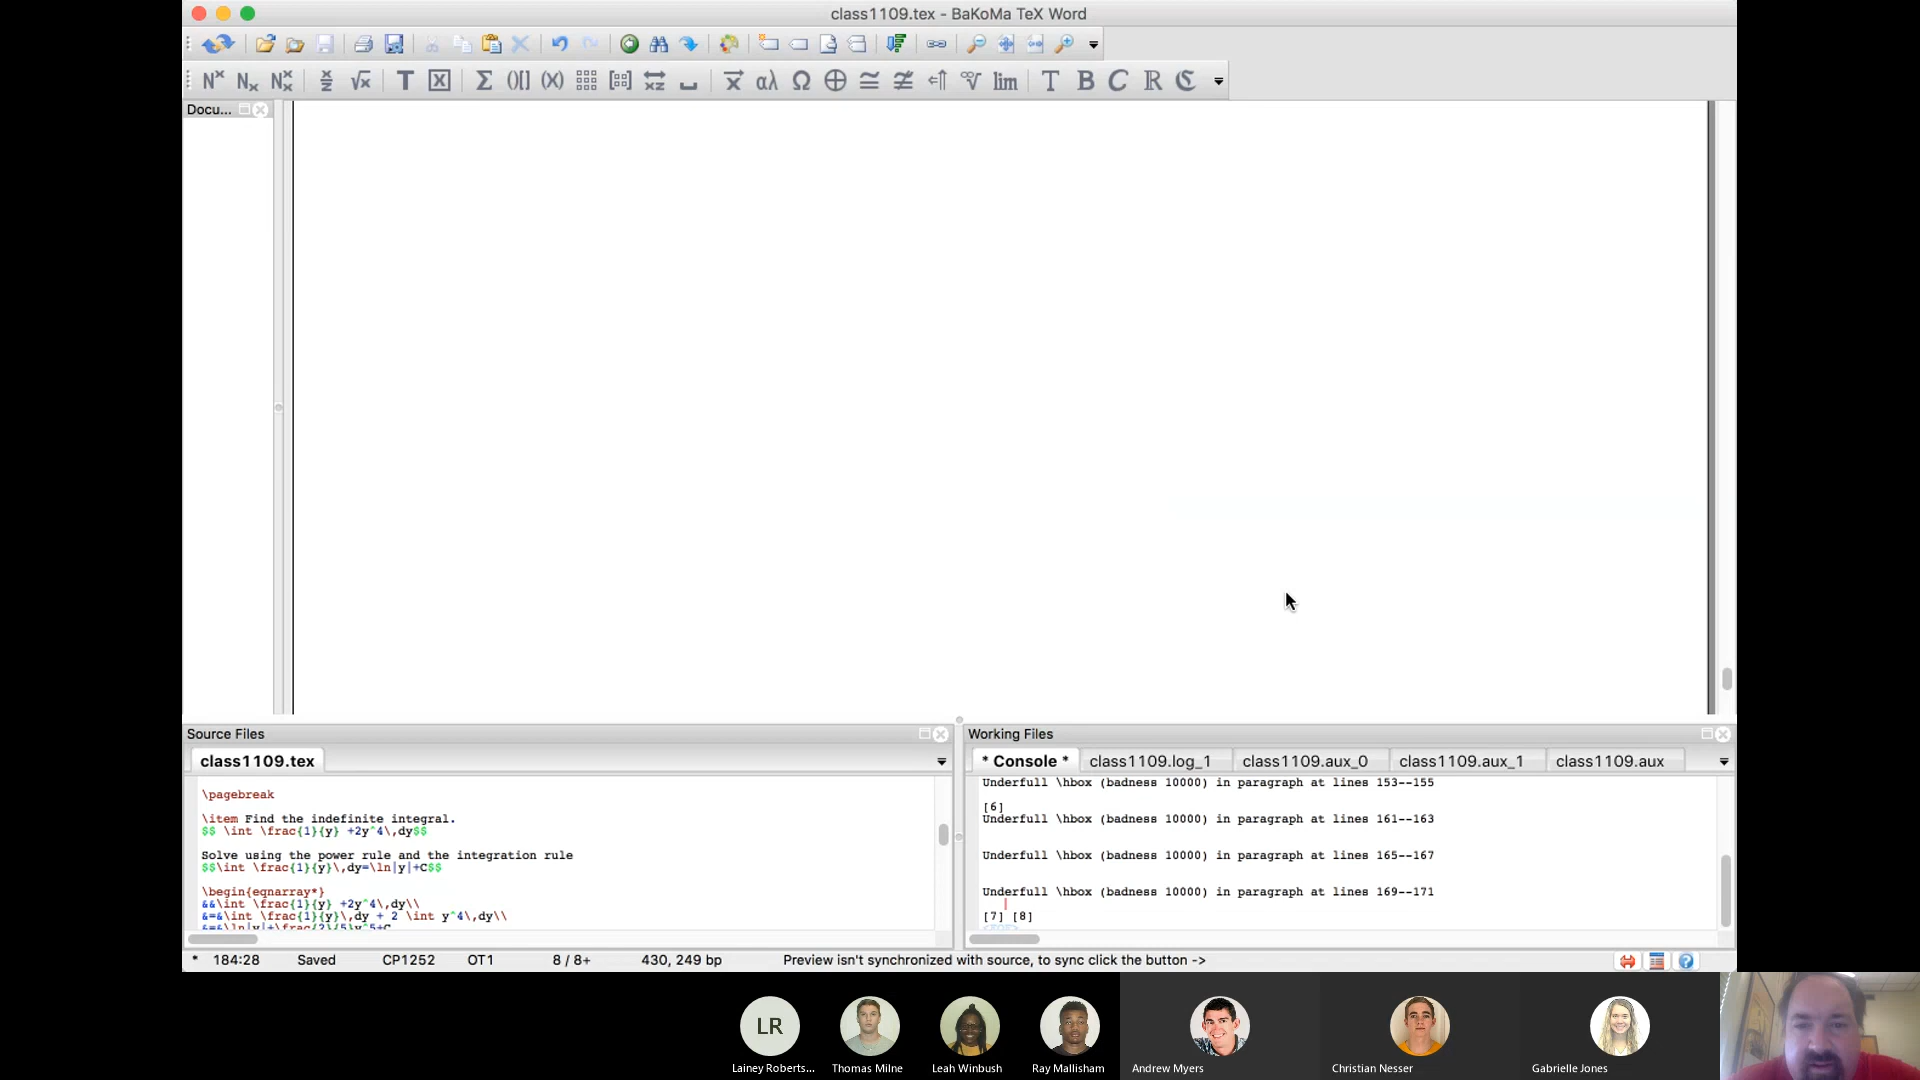 class1109.tex - BaKoMa TeX Word
Docu...
Source Files
class1109.tex
\pagebreak
\item Find the indefinite integral.
$$ \int \frac{1}{y} +2y^4\,dy$$
Solve using the power rule and the integration rule
$$\int \frac{1}{y}\,dy=\ln|y|+C$$
\begin{eqnarray*}
&&\int \frac{1}{y} +2y^4\,dy\\
&=&\int \frac{1}{y}\,dy + 2 \int y^4\,dy\\
&=&\ln|y|+\frac{2}{5}y^5+C
Working Files
* Console * class1109.log_1 class1109.aux_0 class1109.aux_1 class1109.aux
Underfull \hbox (badness 10000) in paragraph at lines 153--155
[6]
Underfull \hbox (badness 10000) in paragraph at lines 161--163
Underfull \hbox (badness 10000) in paragraph at lines 165--167
Underfull \hbox (badness 10000) in paragraph at lines 169--171
[7] [8]
* 184:28 Saved CP1252 OT1 8 / 8+ 430, 249 bp Preview isn't synchronized with source, to sync click the button ->
LR
Lainey Roberts... Thomas Milne Leah Winbush Ray Mallisham Andrew Myers Christian Nesser Gabrielle Jones